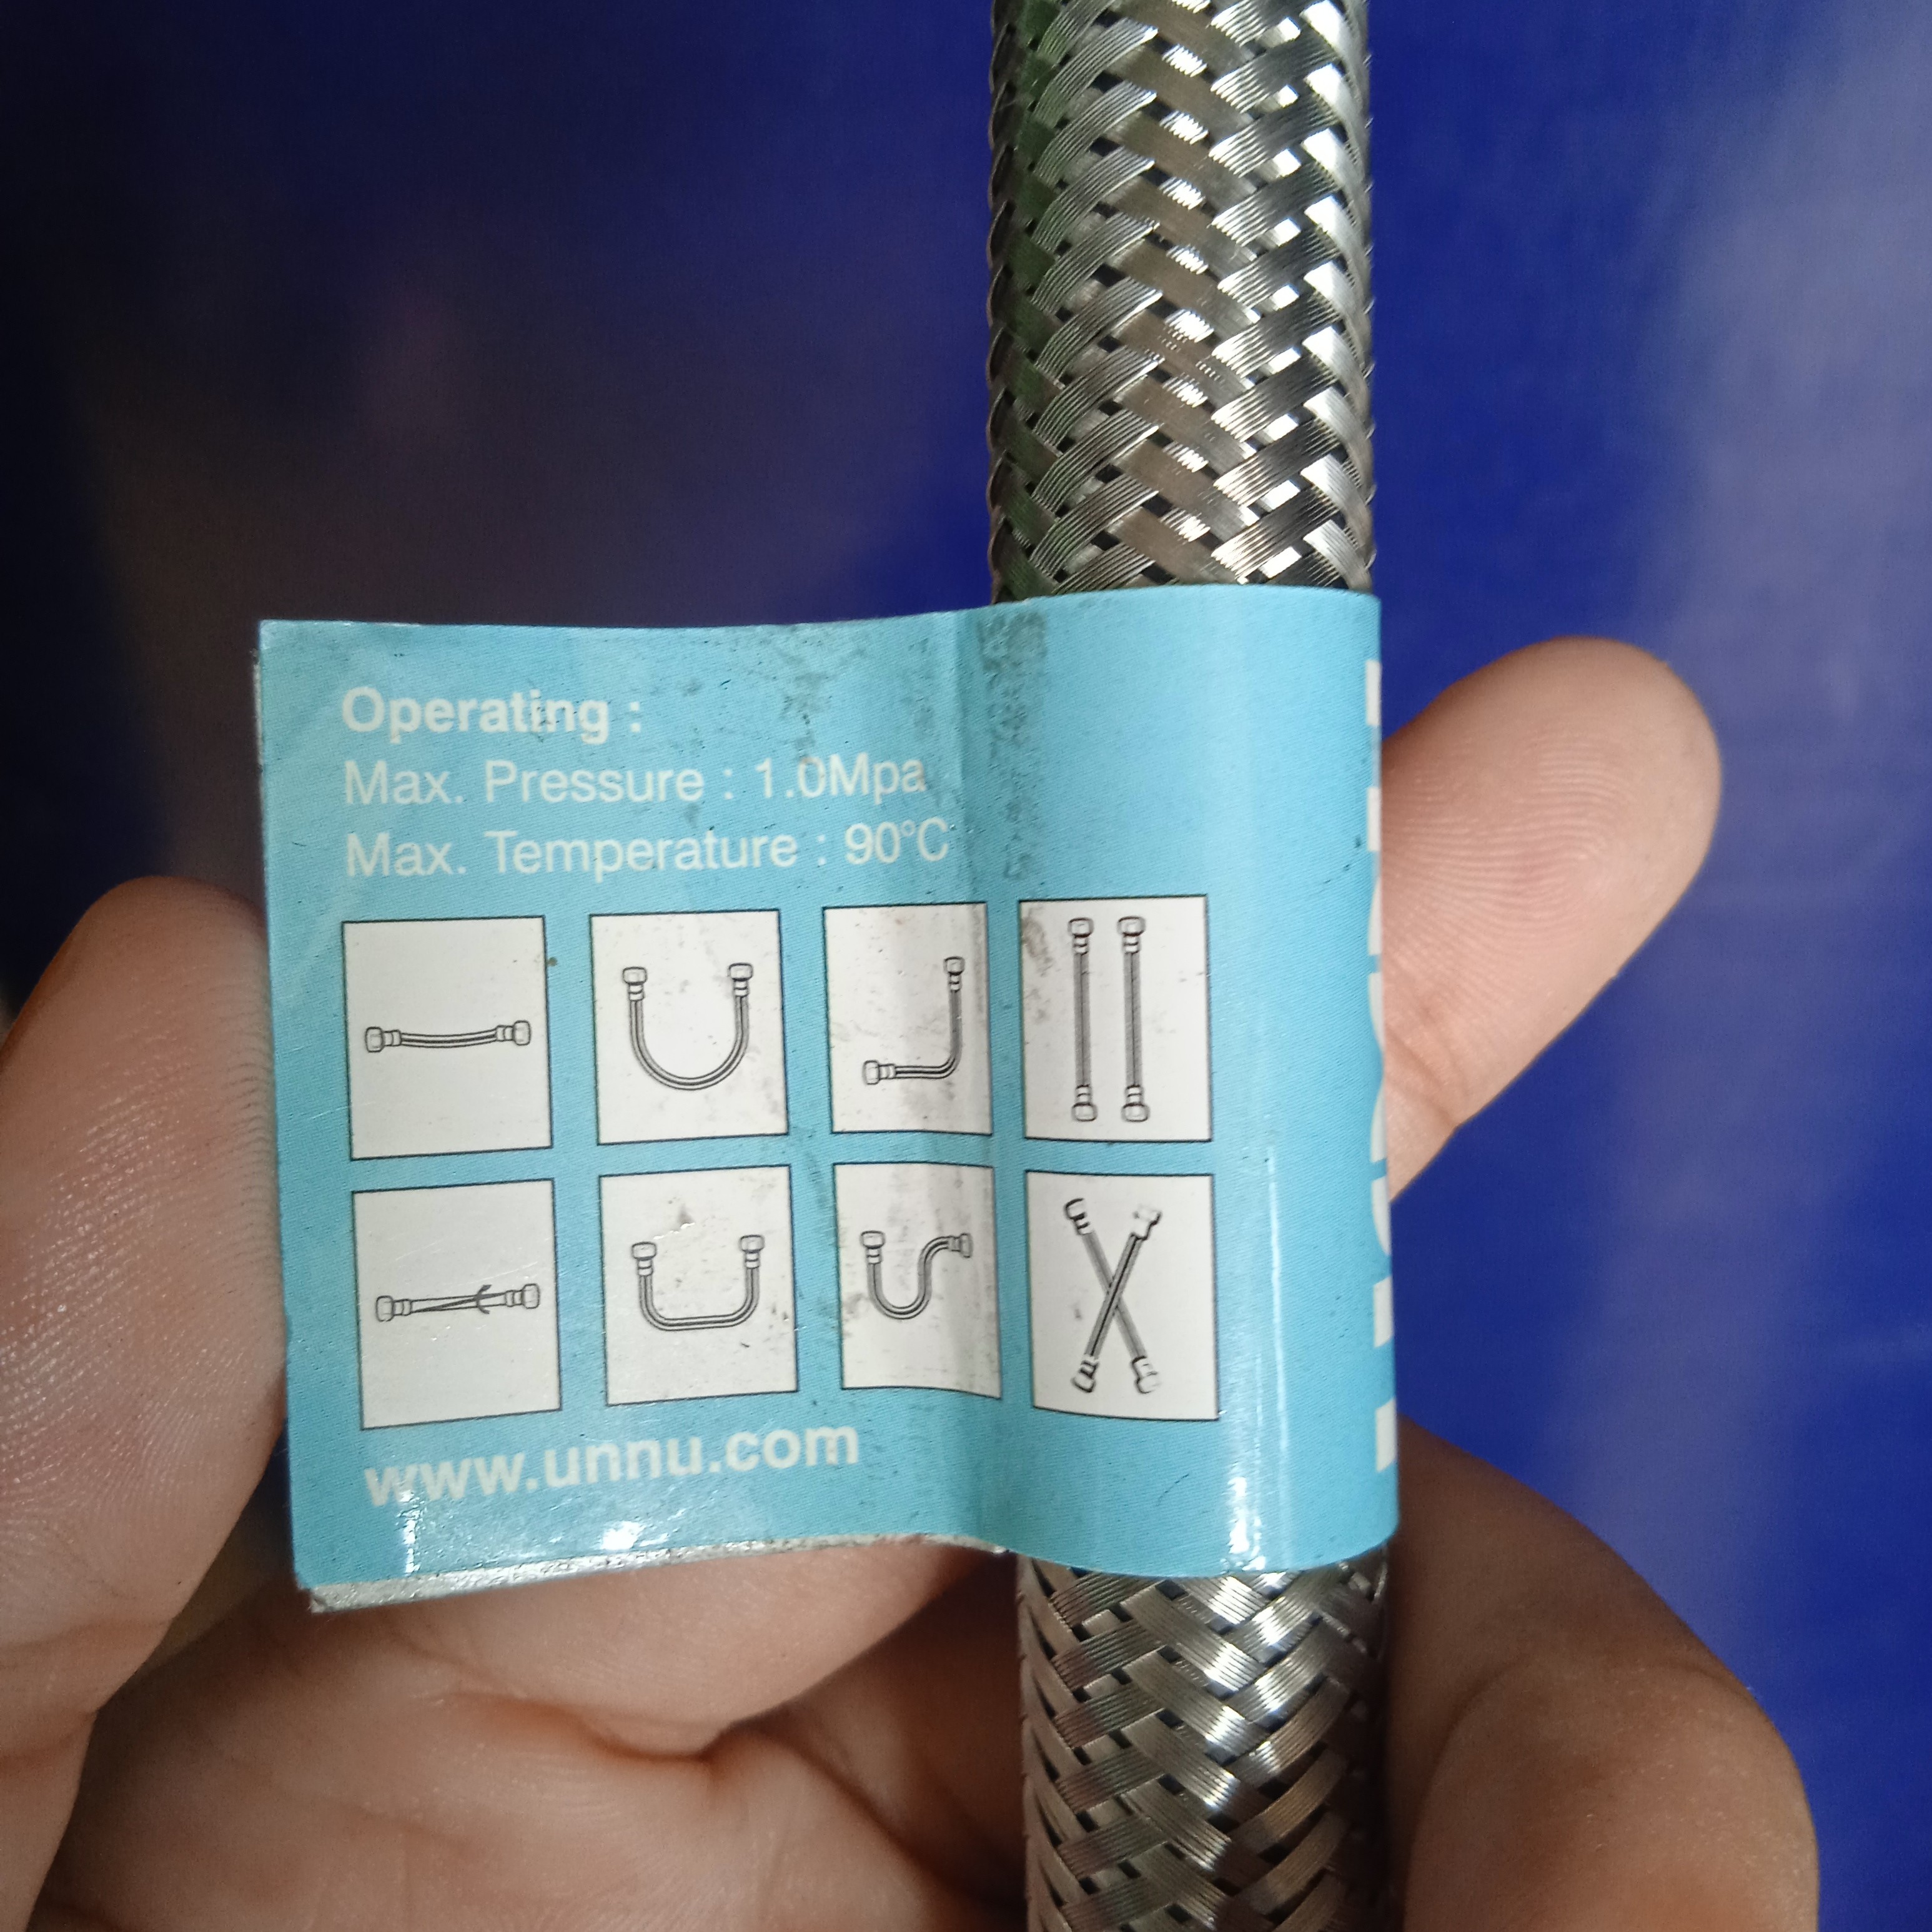 Operating :
Max. Pressure : 1.0Mpa
Max. Temperature : 90°C
www.unnu.com